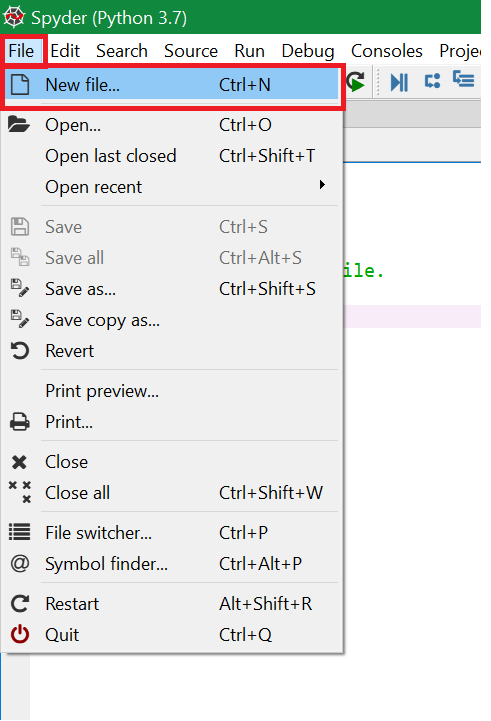 Spyder (Python 3.7)
File Edit Search Source Run Debug Consoles
New file... Ctrl+N
Open... Ctrl+O
Open last closed Ctrl+Shift+T
Open recent
Save Ctrl+S
Save all Ctrl+Alt+S
ile.
Save as... Ctrl+Shift+S
Save copy as...
Revert
Print preview...
Print...
Close
Close all Ctrl+Shift+W
File switcher... Ctrl+P
@ Symbol finder... Ctrl+Alt+P
Restart Alt+Shift+R
Quit Ctrl+Q